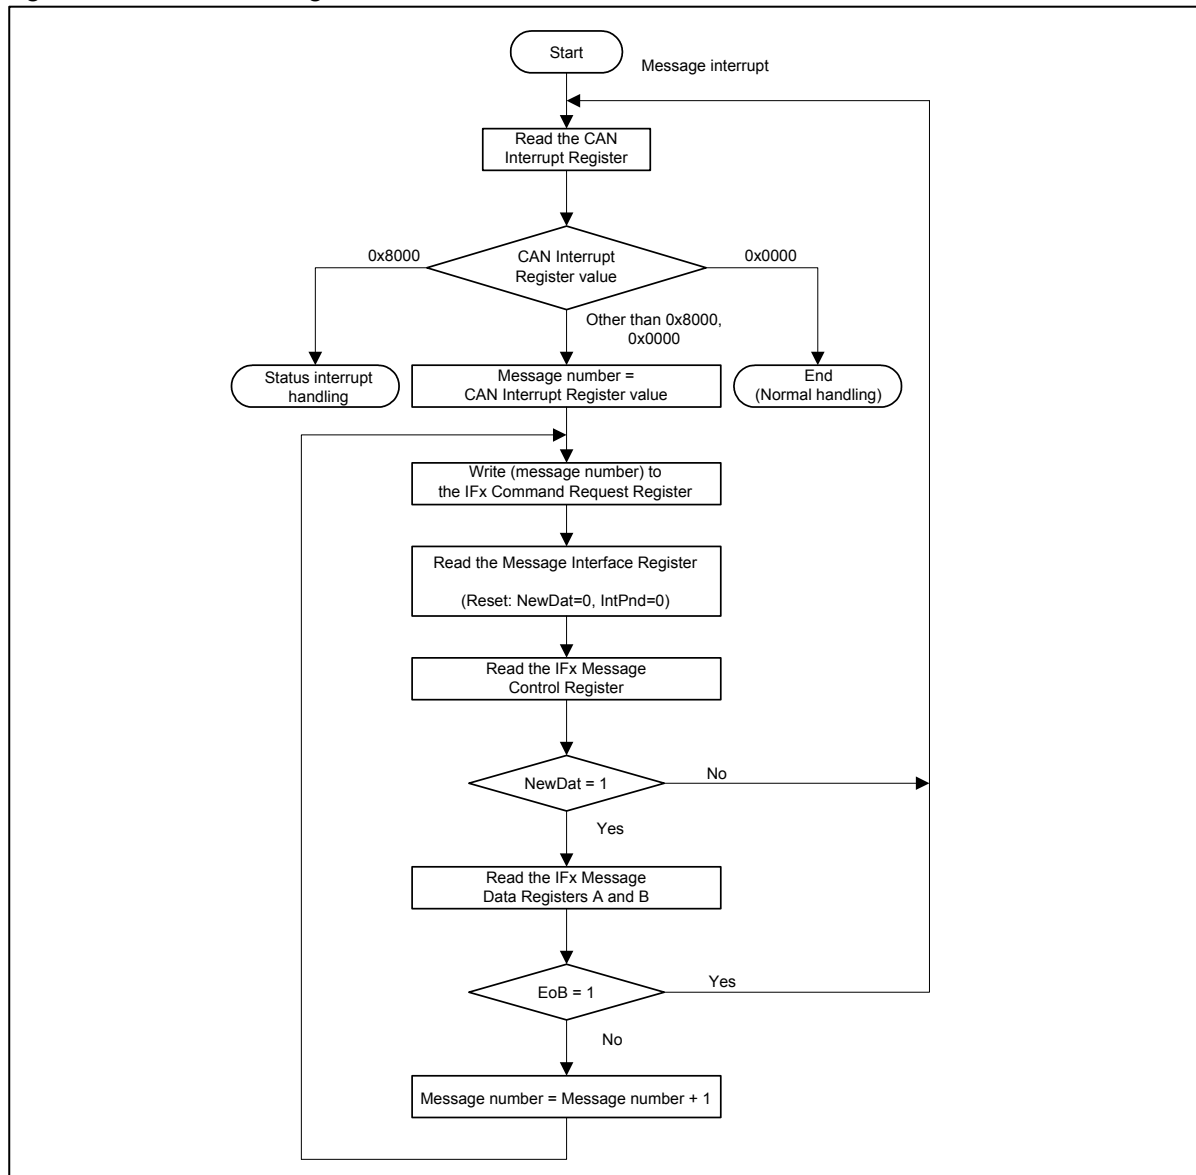 Start
Message interrupt
Read the CAN
Interrupt Register
0x8000
CAN Interrupt
Register value
0x0000
Other than 0x8000,
0x0000
Status interrupt
handling
Message number =
CAN Interrupt Register value
End
(Normal handling)
Write (message number) to
the IFx Command Request Register
Read the Message Interface Register
(Reset: NewDat=0, IntPnd=0)
Read the IFx Message
Control Register
NewDat = 1
No
Yes
Read the IFx Message
Data Registers A and B
EoB = 1
Yes
No
Message number = Message number + 1